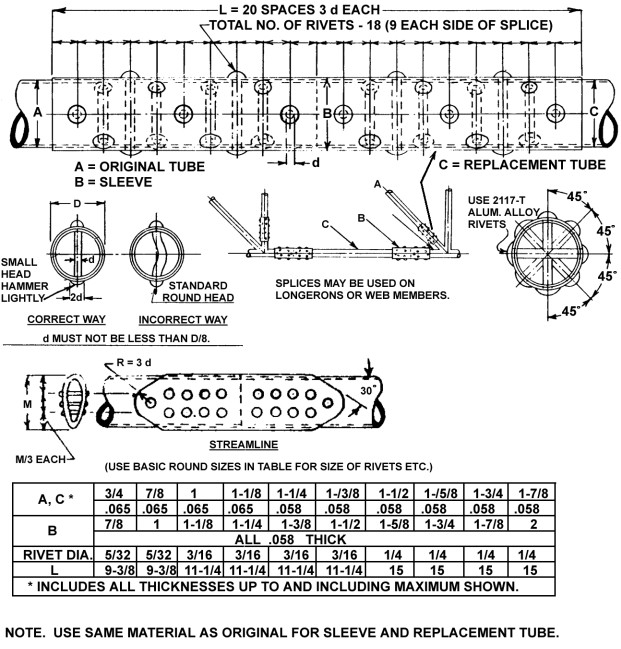 L = 20 SPACES 3 d EACH
TOTAL NO. OF RIVETS - 18 (9 EACH SIDE OF SPLICE)
A
B
C
d
A = ORIGINAL TUBE
B = SLEEVE
C = REPLACEMENT TUBE
D
d
SMALL
HEAD
HAMMER
LIGHTLY
2d
STANDARD
ROUND HEAD
CORRECT WAY
INCORRECT WAY
d MUST NOT BE LESS THAN D/8.
A
B
C
SPLICES MAY BE USED ON
LONGERONS OR WEB MEMBERS.
USE 2117-T
ALUM. ALLOY
RIVETS
45°
45°
45°
45°
R = 3 d
30°
M
M/3 EACH
STREAMLINE
(USE BASIC ROUND SIZES IN TABLE FOR SIZE OF RIVETS ETC.)
A, C * 3/4 7/8 1 1-1/8 1-1/4 1-/3/8 1-1/2 1-/5/8 1-3/4 1-7/8
.065 .065 .065 .065 .058 .058 .058 .058 .058 .058
B 7/8 1 1-1/8 1-1/4 1-3/8 1-1/2 1-5/8 1-3/4 1-7/8 2
ALL .058 THICK
RIVET DIA. 5/32 5/32 3/16 3/16 3/16 3/16 1/4 1/4 1/4 1/4
L 9-3/8 9-3/8 11-1/4 11-1/4 11-1/4 11-1/4 15 15 15 15
* INCLUDES ALL THICKNESSES UP TO AND INCLUDING MAXIMUM SHOWN.
NOTE. USE SAME MATERIAL AS ORIGINAL FOR SLEEVE AND REPLACEMENT TUBE.